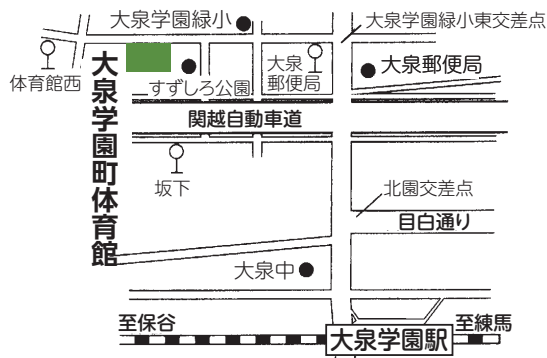 大泉学園緑小
大泉学園緑小東交差点
体育館西
大泉学園町体育館
すずしろ公園
大泉
郵便局
大泉郵便局
関越自動車道
坂下
北園交差点
目白通り
大泉中
至保谷
大泉学園駅
至練馬